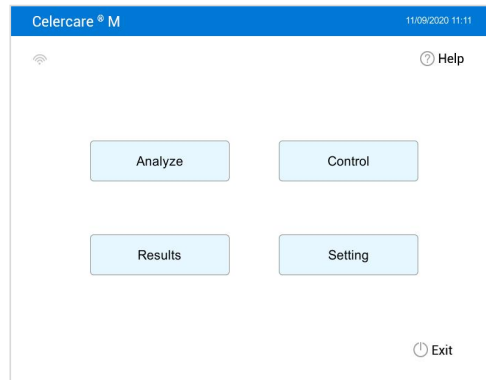 Celercare ® M
11/09/2020 11:11
Help
Analyze
Control
Results
Setting
Exit